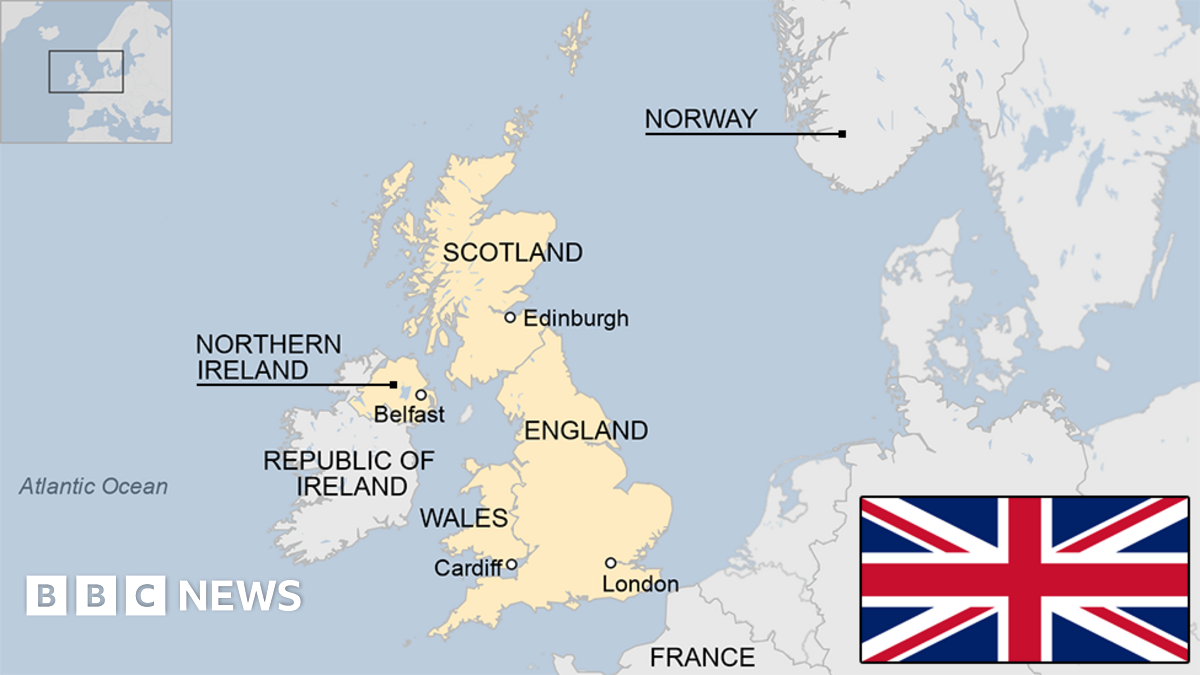 NORWAY
SCOTLAND
Edinburgh
NORTHERN
IRELAND
Belfast
ENGLAND
REPUBLIC OF
IRELAND
Atlantic Ocean
WALES
Cardiff
London
BBC NEWS
FRANCE